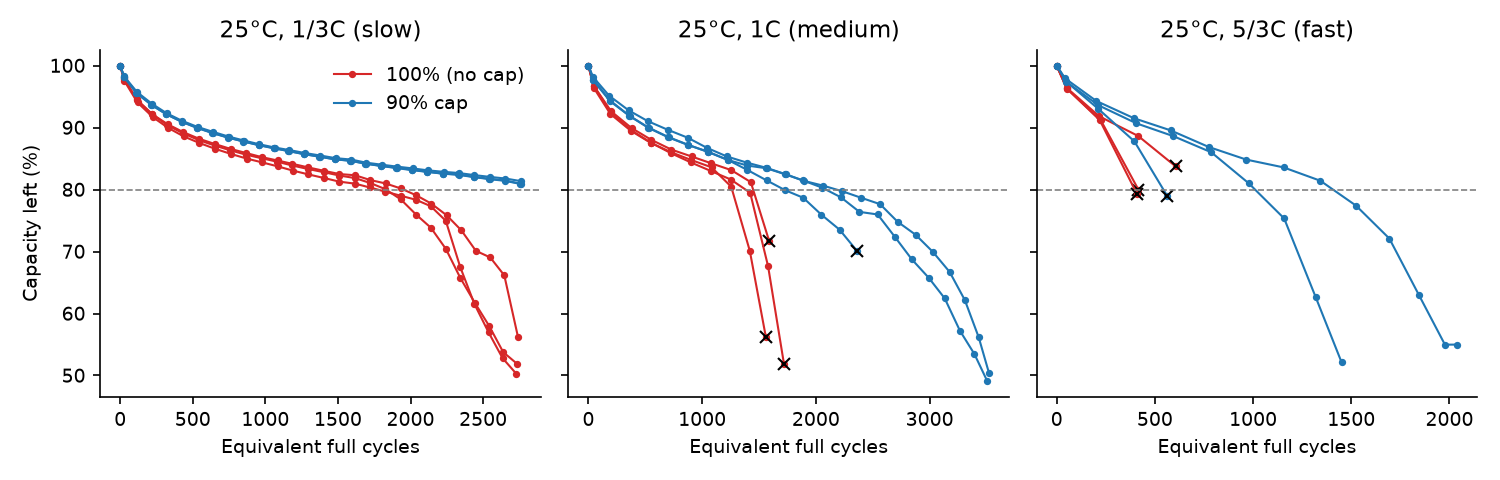 25°C, 1/3C (slow)
25°C, 1C (medium)
25°C, 5/3C (fast)
Capacity left (%)
100
90
80
70
60
50
100% (no cap)
90% cap
0 500 1000 1500 2000 2500
0 1000 2000 3000
0 500 1000 1500 2000
Equivalent full cycles
Equivalent full cycles
Equivalent full cycles